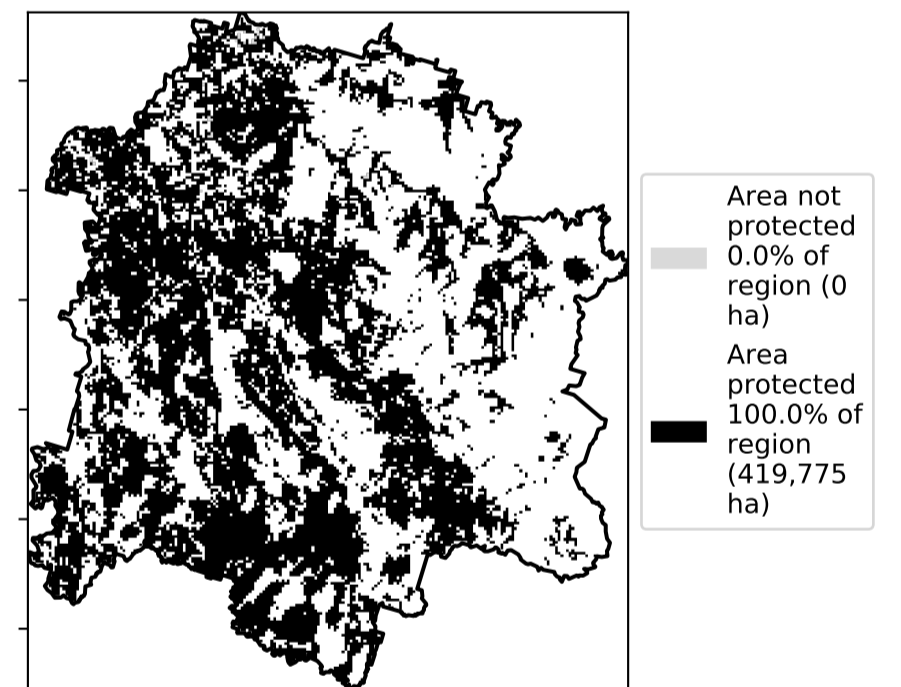 Area not
protected
0.0% of
region (0
ha)
Area
protected
100.0% of
region
(419,775
ha)